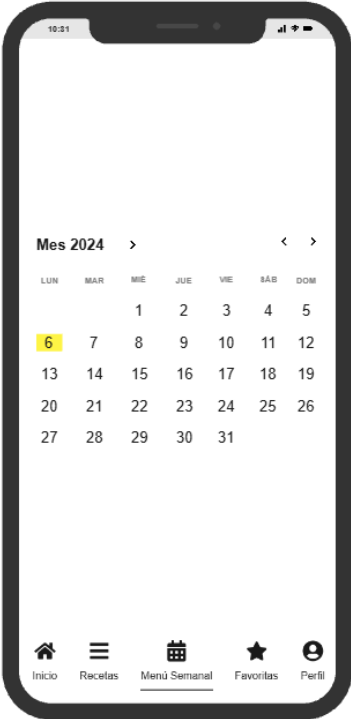 10:31
Mes 2024 > < >
LUN MAR MIÉ JUE VIE SÁB DOM
1 2 3 4 5
6 7 8 9 10 11 12
13 14 15 16 17 18 19
20 21 22 23 24 25 26
27 28 29 30 31
Inicio Recetas Menú Semanal Favoritas Perfil